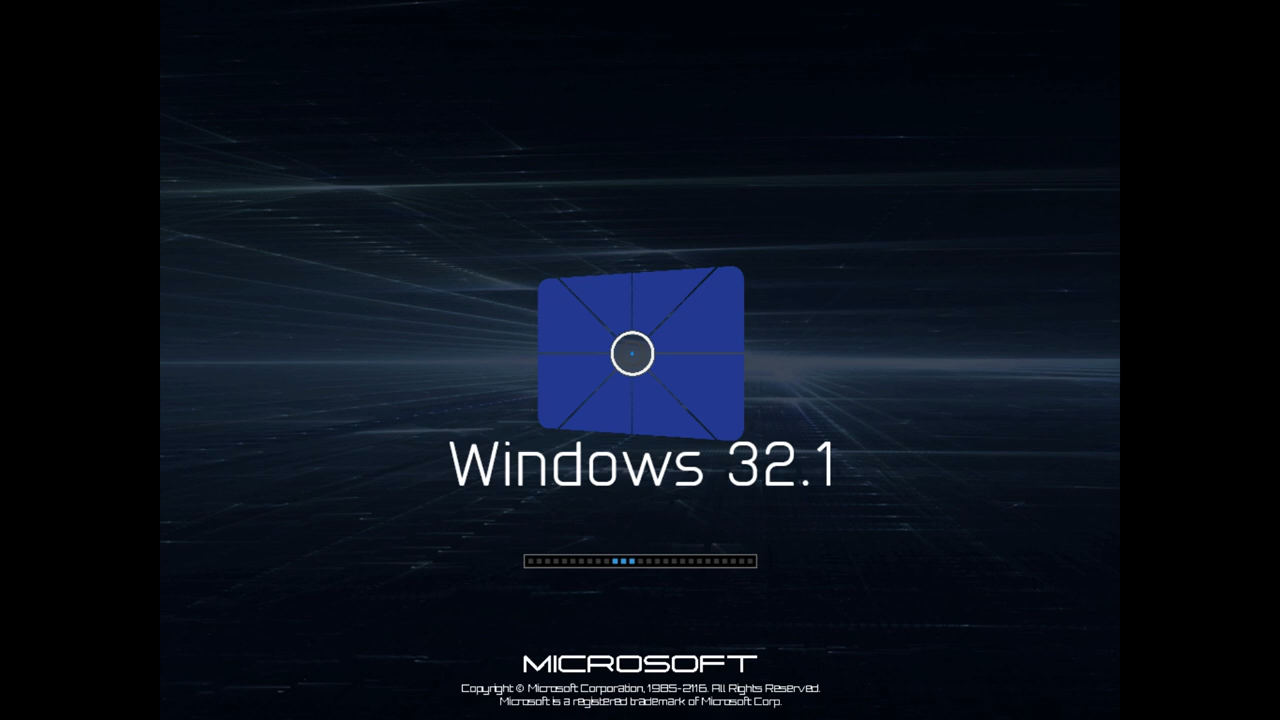 Windows 32.1
MICROSOFT
Copyright © Microsoft Corporation, 1985-2116. All Rights Reserved.
Microsoft is a registered trademark of Microsoft Corp.